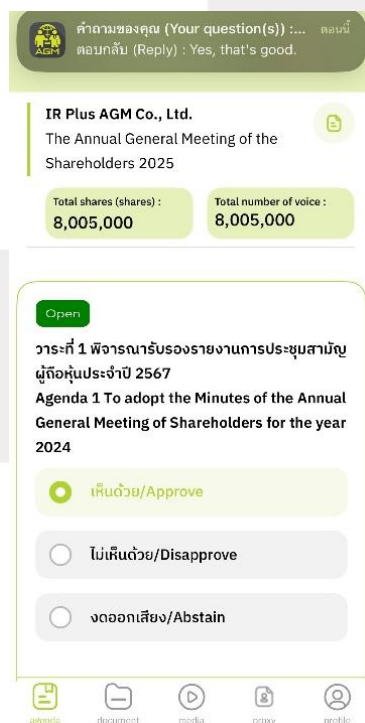 คำถามของคุณ (Your question(s)) :... ตอนนี้
ตอบกลับ (Reply) : Yes, that's good.
AGM
IR Plus AGM Co., Ltd.
The Annual General Meeting of the
Shareholders 2025
Total shares (shares) :
8,005,000
Total number of voice :
8,005,000
Open
วาระที่ 1 พิจารณารับรองรายงานการประชุมสามัญ
ผู้ถือหุ้นประจำปี 2567
Agenda 1 To adopt the Minutes of the Annual
General Meeting of Shareholders for the year
2024
เห็นด้วย/Approve
ไม่เห็นด้วย/Disapprove
งดออกเสียง/Abstain
agenda document media proxy profile